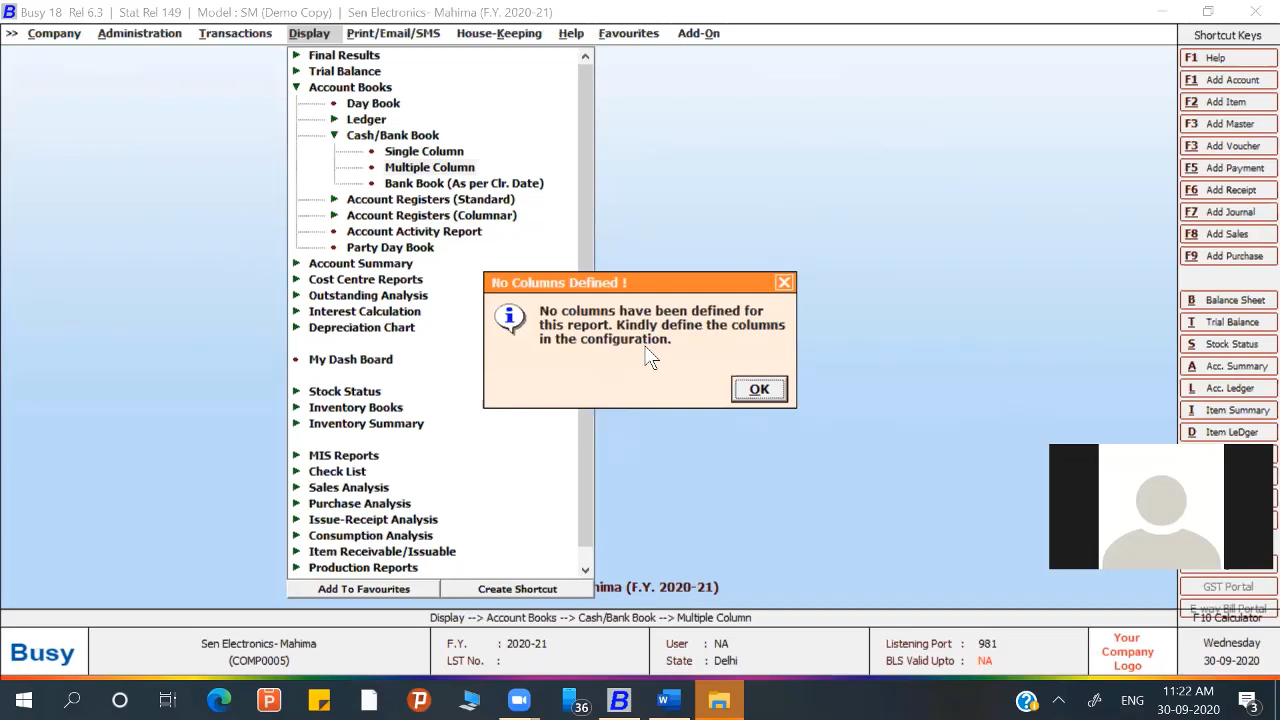 B Busy 18 Rel 6.3 | Stat Rel 149 | Model : SM (Demo Copy) | Sen Electronics- Mahima (F.Y. 2020-21)
>> Company Administration Transactions Display Print/Email/SMS House-Keeping Help Favourites Add-On
Shortcut Keys
Final Results
Trial Balance
Account Books
Day Book
Ledger
Cash/Bank Book
Single Column
Multiple Column
Bank Book (As per Clr. Date)
Account Registers (Standard)
Account Registers (Columnar)
Account Activity Report
Party Day Book
Account Summary
Cost Centre Reports
Outstanding Analysis
Interest Calculation
Depreciation Chart
My Dash Board
Stock Status
Inventory Books
Inventory Summary
MIS Reports
Check List
Sales Analysis
Purchase Analysis
Issue-Receipt Analysis
Consumption Analysis
Item Receivable/Issuable
Production Reports
Add To Favourites Create Shortcut
No Columns Defined !
No columns have been defined for
this report. Kindly define the columns
in the configuration.
OK
F1 Help
F1 Add Account
F2 Add Item
F3 Add Master
F3 Add Voucher
F5 Add Payment
F6 Add Receipt
F7 Add Journal
F8 Add Sales
F9 Add Purchase
B Balance Sheet
T Trial Balance
S Stock Status
A Acc. Summary
L Acc. Ledger
I Item Summary
D Item LeDger
GST Portal
E-way Bill Portal
F10 Calculator
hima (F.Y. 2020-21)
Display --> Account Books --> Cash/Bank Book --> Multiple Column
Busy
Sen Electronics- Mahima
(COMP0005)
F.Y. : 2020-21
LST No. :
User : NA
State : Delhi
Listening Port : 981
BLS Valid Upto : NA
Your
Company
Logo
Wednesday
30-09-2020
36
ENG
11:22 AM
30-09-2020
3